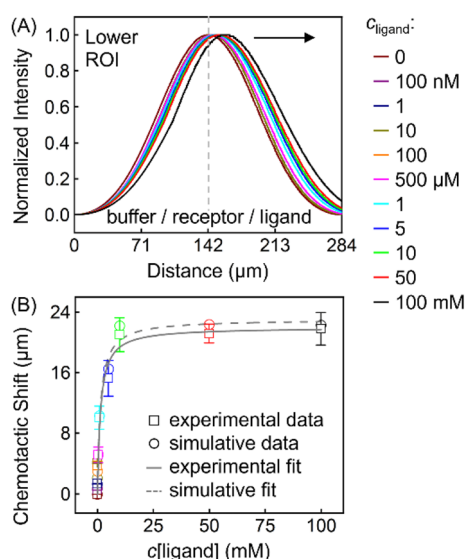 (A)
Lower
ROI
Normalized Intensity
1.0
0.8
0.6
0.4
0.2
0.0
buffer / receptor / ligand
0
71
142
213
284
Distance (µm)
cligand:
0
100 nM
1
10
100
500 µM
1
5
10
50
100 mM
(B)
Chemotactic Shift (µm)
24
16
8
0
experimental data
simulative data
experimental fit
simulative fit
0
25
50
75
100
c[ligand] (mM)